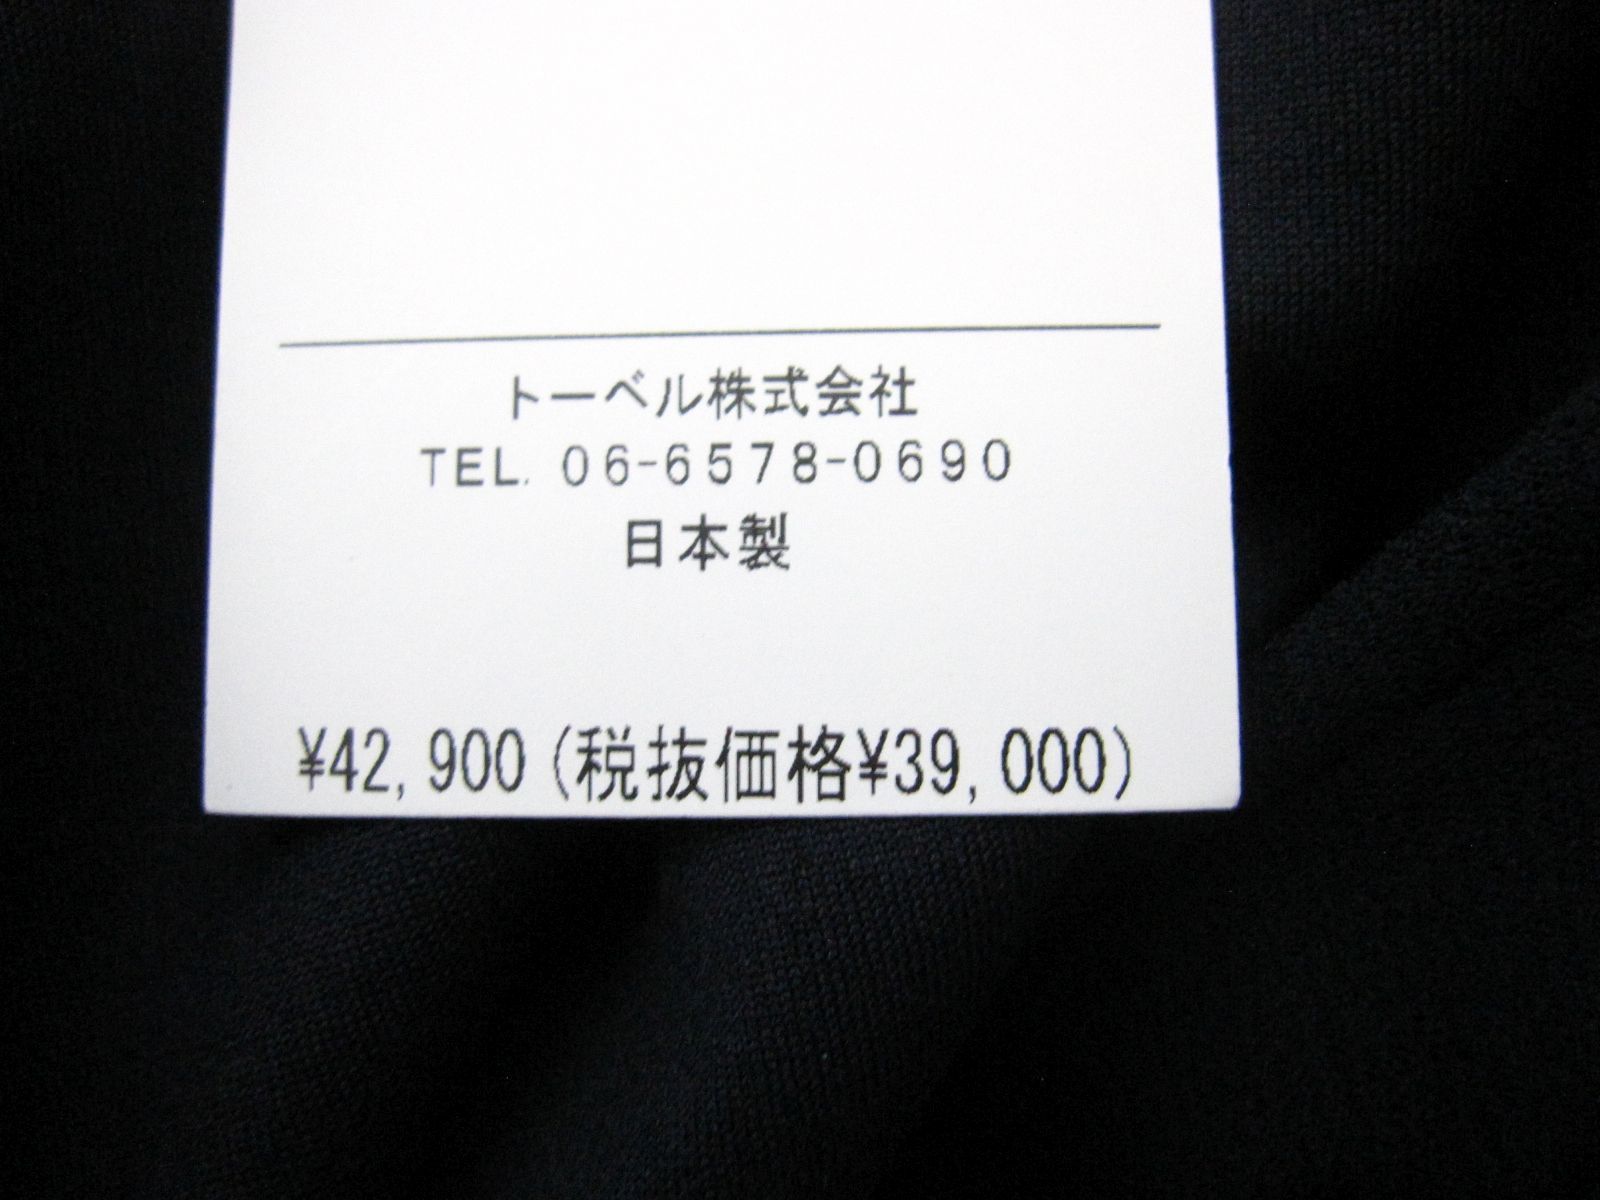 トーベル株式会社
TEL. 06-6578-0690
日本製
¥42,900(税抜価格¥39,000)